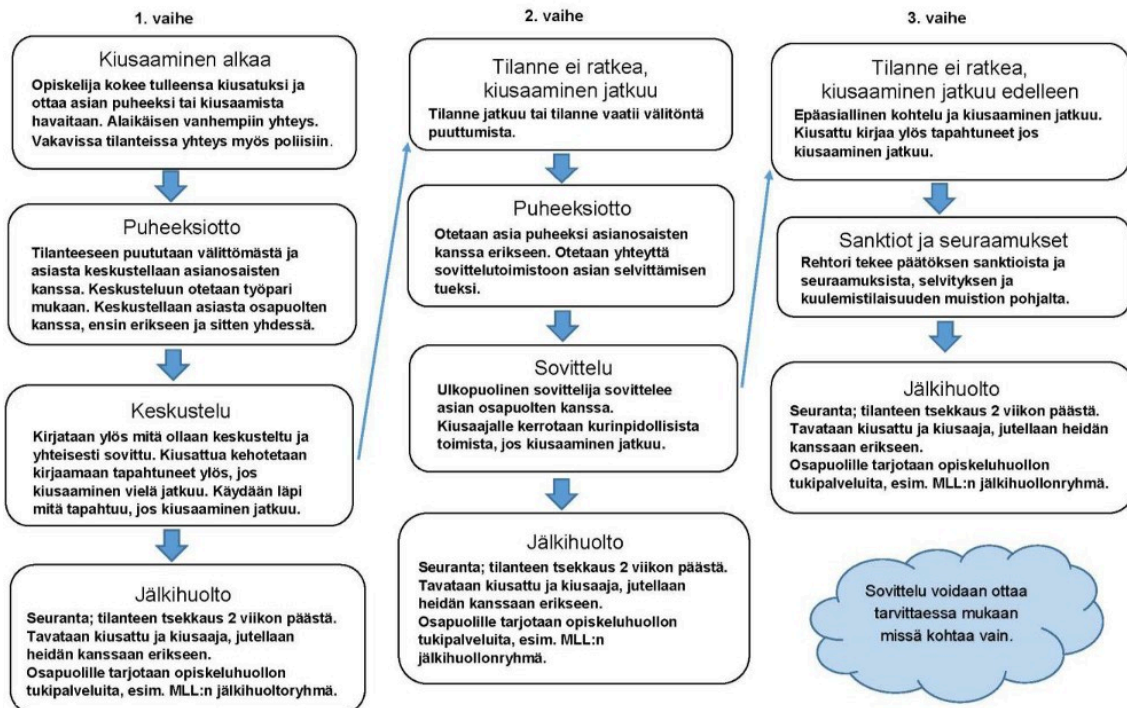 1. vaihe
Kiusaaminen alkaa
Opiskelija kokee tulleensa kiusatuksi ja
ottaa asian puheeksi tai kiusaamista
havaitaan. Alaikäisen vanhempiin yhteys.
Vakavissa tilanteissa yhteys myös poliisiin.
Puheeksiotto
Tilanteeseen puututaan välittömästä ja
asiasta keskustellaan asianosaisten
kanssa. Keskusteluun otetaan työpari
mukaan. Keskustellaan asiasta osapuolten
kanssa, ensin erikseen ja sitten yhdessä.
Keskustelu
Kirjataan ylös mitä ollaan keskusteltu ja
yhteisesti sovittu. Kiusattua kehotetaan
kirjaamaan tapahtuneet ylös, jos
kiusaaminen vielä jatkuu. Käydään läpi
mitä tapahtuu, jos kiusaaminen jatkuu.
Jälkihuolto
Seuranta; tilanteen tsekkaus 2 viikon päästä.
Tavataan kiusattu ja kiusaaja, jutellaan
heidän kanssaan erikseen.
Osapuolille tarjotaan opiskeluhuollon
tukipalveluita, esim. MLL:n jälkihuoltoryhmä.
2. vaihe
Tilanne ei ratkea,
kiusaaminen jatkuu
Tilanne jatkuu tai tilanne vaatii välitöntä
puuttumista.
Puheeksiotto
Otetaan asia puheeksi asianosaisten
kanssa erikseen. Otetaan yhteyttä
sovittelutoimistoon asian selvittämisen
tueksi.
Sovittelu
Ulkopuolinen sovittelija sovittelee
asian osapuolten kanssa.
Kiusaajalle kerrotaan kurinpidollisista
toimista, jos kiusaaminen jatkuu.
Jälkihuolto
Seuranta; tilanteen tsekkaus 2 viikon päästä.
Tavataan kiusattu ja kiusaaja, jutellaan
heidän kanssaan erikseen.
Osapuolille tarjotaan opiskeluhuollon
tukipalveluita, esim. MLL:n
jälkihuollonryhmä.
3. vaihe
Tilanne ei ratkea,
kiusaaminen jatkuu edelleen
Epäasiallinen kohtelu ja kiusaaminen jatkuu.
Kiusattu kirjaa ylös tapahtuneet jos
kiusaaminen jatkuu.
Sanktiot ja seuraamukset
Rehtori tekee päätöksen sanktioista ja
seuraamuksista, selvityksen ja
kuulemistilaisuuden muistion pohjalta.
Jälkihuolto
Seuranta; tilanteen tsekkaus 2 viikon päästä.
Tavataan kiusattu ja kiusaaja, jutellaan heidän
kanssaan erikseen.
Osapuolille tarjotaan opiskeluhuollon
tukipalveluita, esim. MLL:n jälkihuollonryhmä.
Sovittelu voidaan ottaa
tarvittaessa mukaan
missä kohtaa vain.